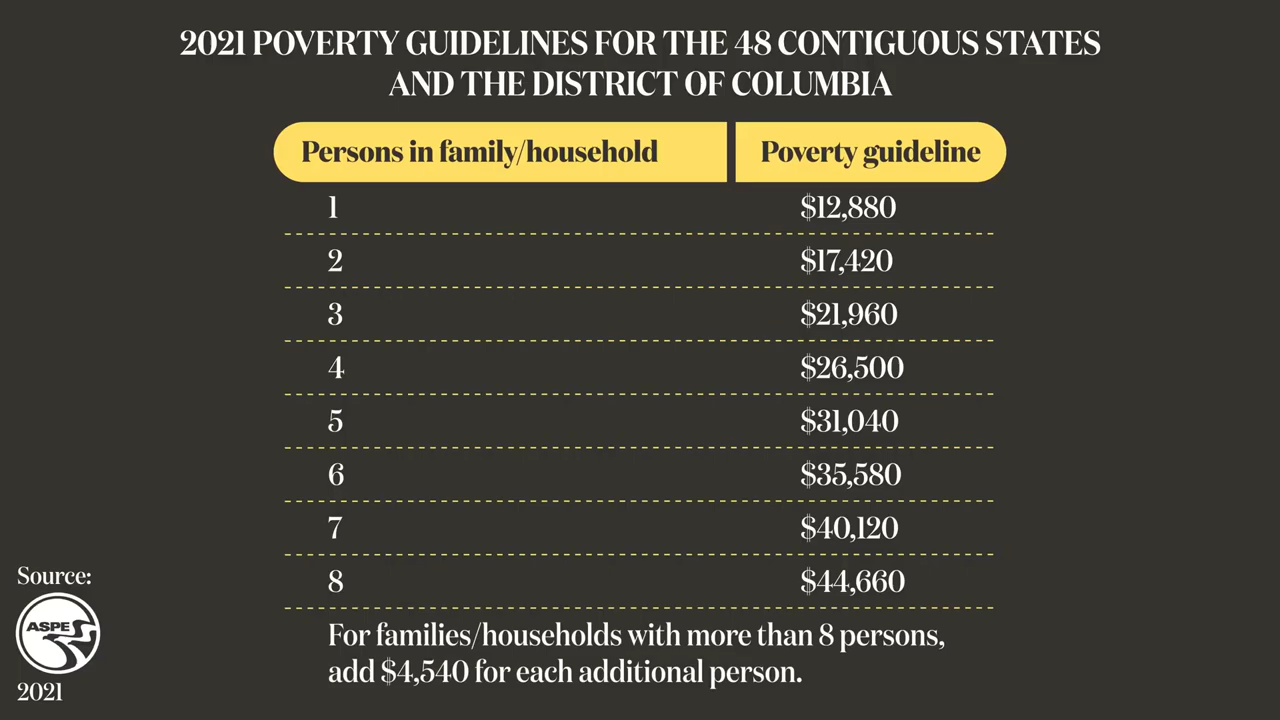 2021 POVERTY GUIDELINES FOR THE 48 CONTIGUOUS STATES
AND THE DISTRICT OF COLUMBIA
Persons in family/household Poverty guideline
1 $12,880
2 $17,420
3 $21,960
4 $26,500
5 $31,040
6 $35,580
7 $40,120
8 $44,660
For families/households with more than 8 persons,
add $4,540 for each additional person.
Source:
ASPE
2021